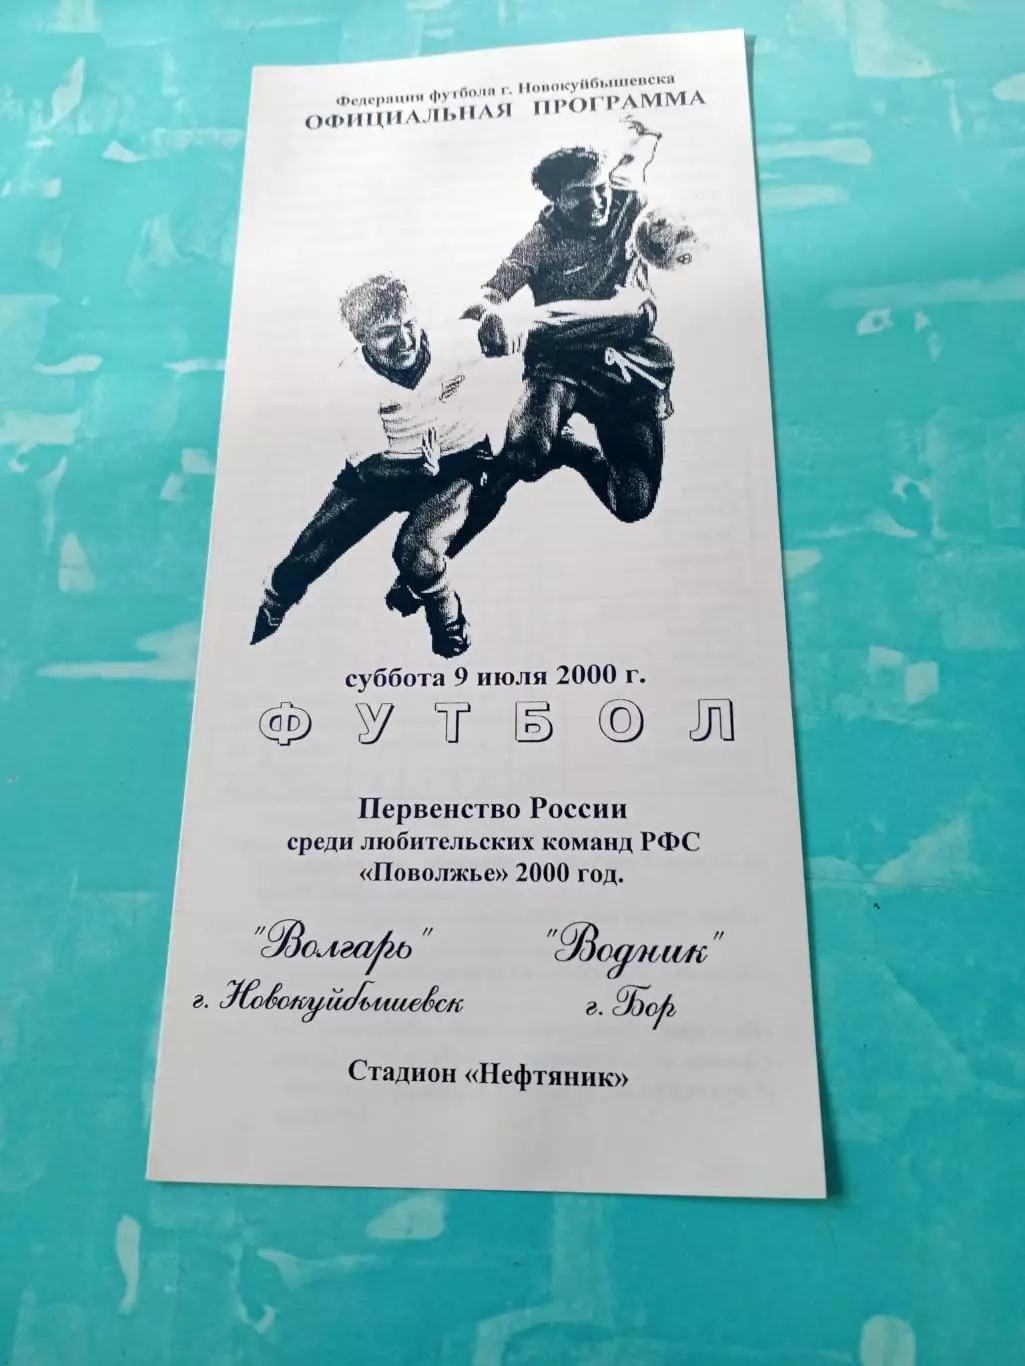 Федерация футбола г. Новокуйбышевска
ОФИЦИАЛЬНАЯ ПРОГРАММА
суббота 9 июля 2000 г.
ФУТБОЛ
Первенство России
среди любительских команд РФС
«Поволжье» 2000 год.
"Волгарь" "Водник"
г. Новокуйбышевск г. Бор
Стадион «Нефтяник»